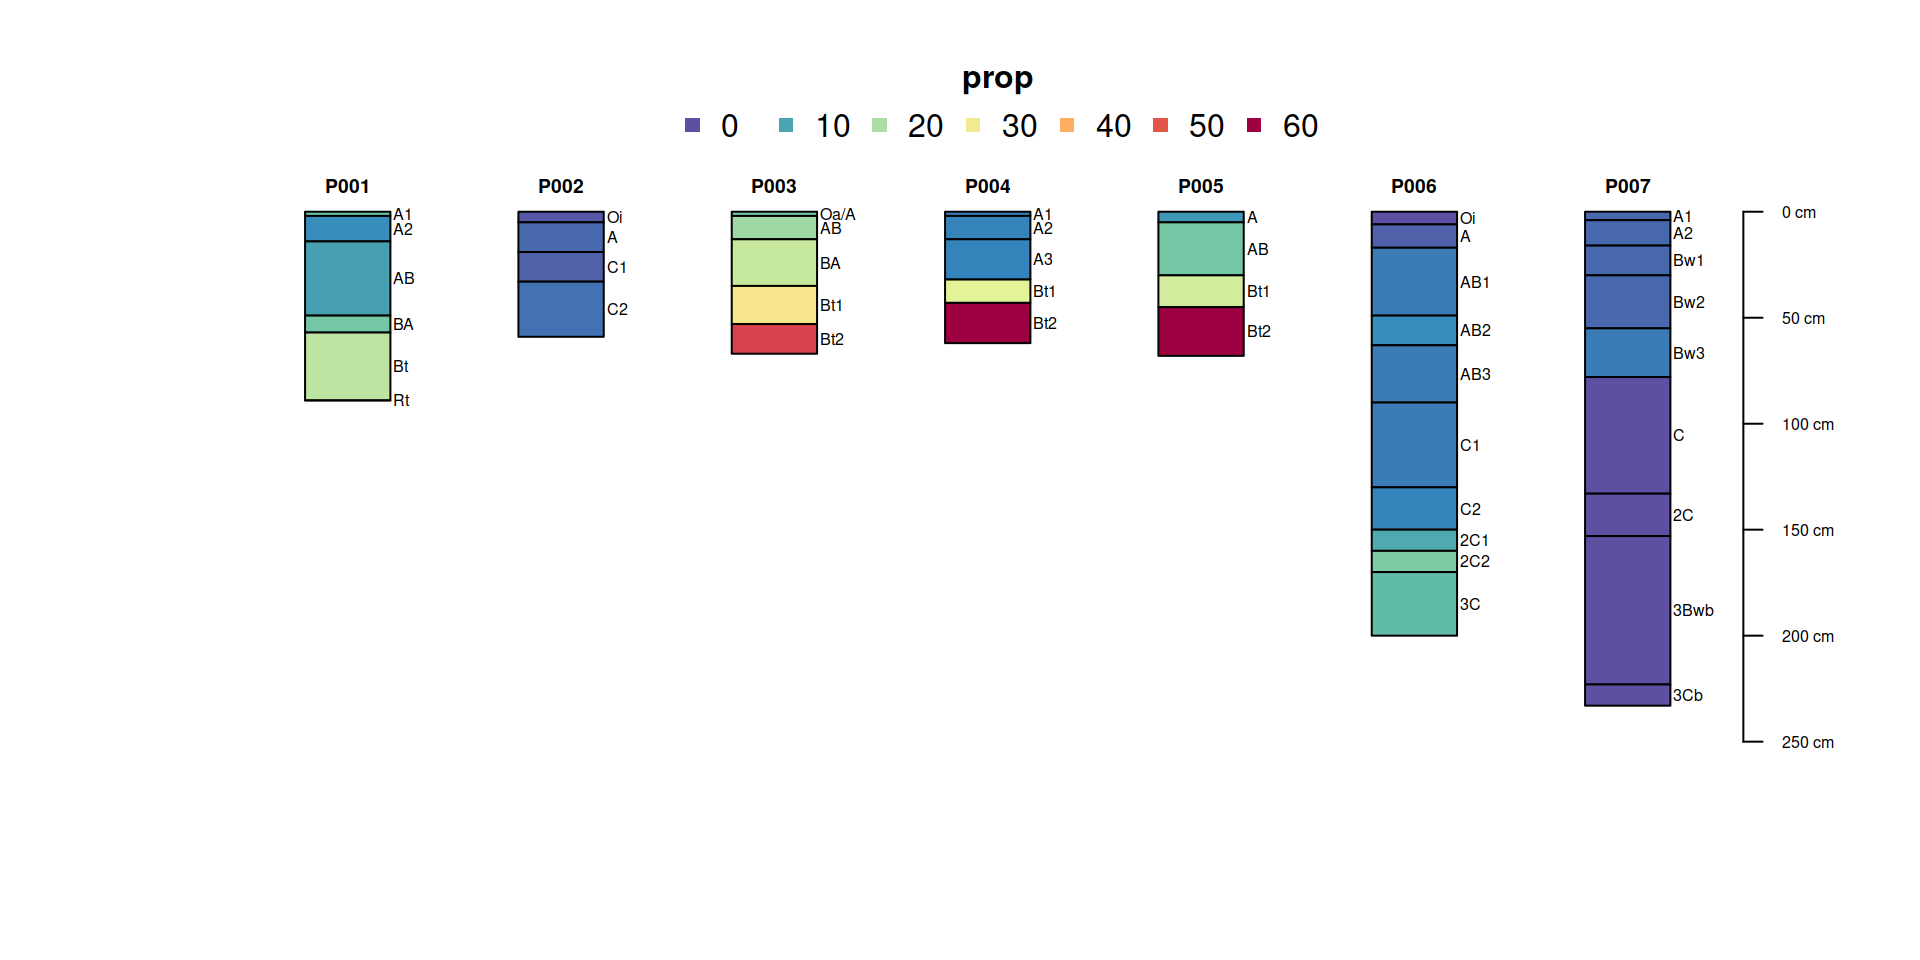 prop
0 10 20 30 40 50 60
P001 P002 P003 P004 P005 P006 P007
A1
A2
AB
BA
Bt
Rt
Oi
A
C1
C2
Oa/A
AB
BA
Bt1
Bt2
A1
A2
A3
Bt1
Bt2
A
AB
Bt1
Bt2
Oi
A
AB1
AB2
AB3
C1
C2
2C1
2C2
3C
A1
A2
Bw1
Bw2
Bw3
C
2C
3Bwb
3Cb
0 cm
50 cm
100 cm
150 cm
200 cm
250 cm